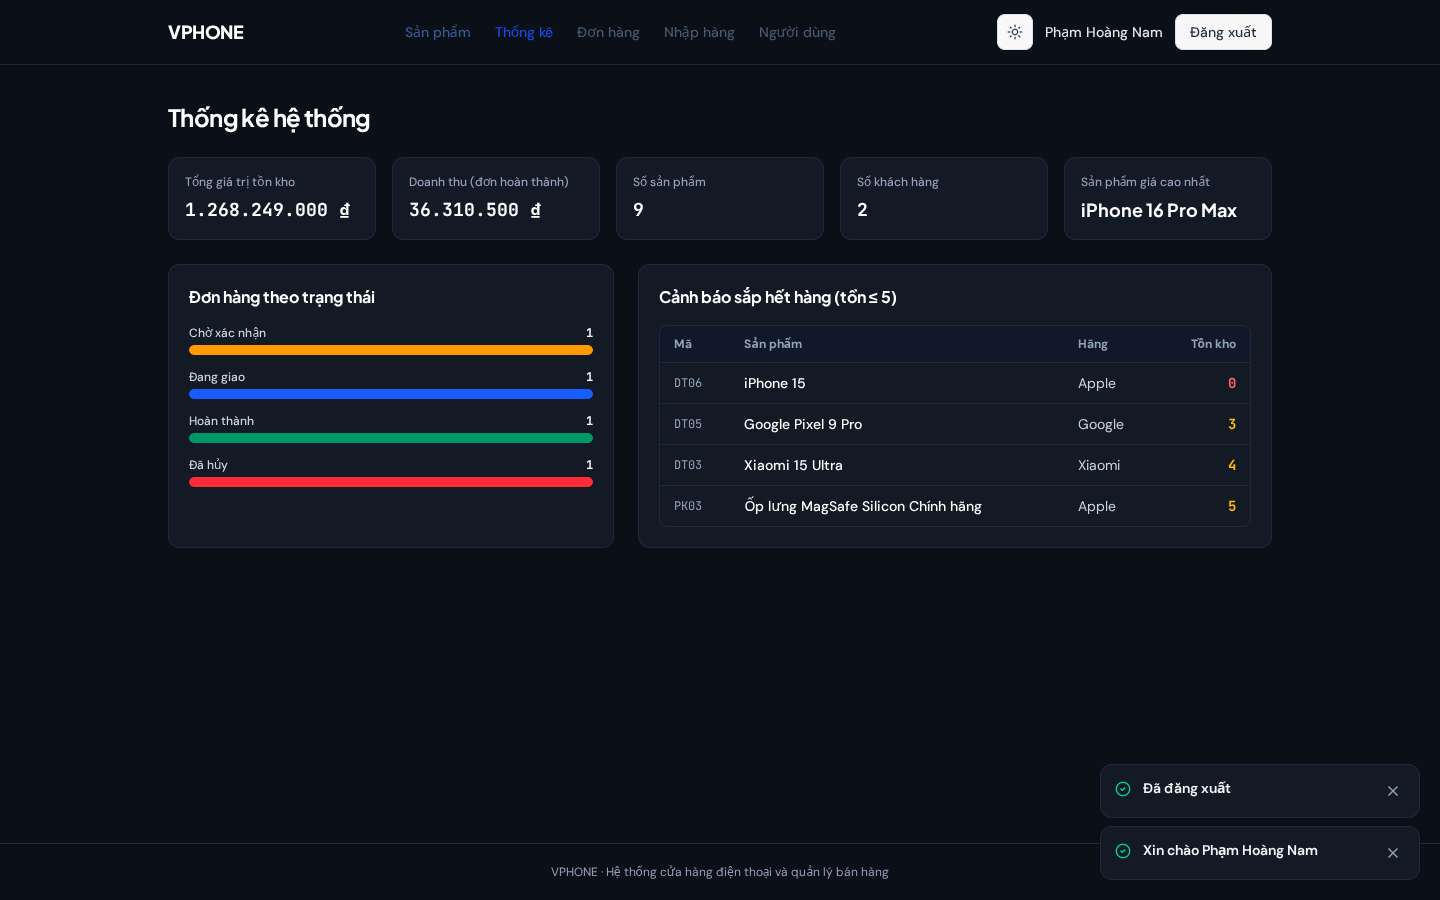 VPHONE
Sản phẩm
Thống kê
Đơn hàng
Nhập hàng
Người dùng
Phạm Hoàng Nam
Đăng xuất
Thống kê hệ thống
Tổng giá trị tồn kho
1.268.249.000 ₫
Doanh thu (đơn hoàn thành)
36.310.500 ₫
Số sản phẩm
9
Số khách hàng
2
Sản phẩm giá cao nhất
iPhone 16 Pro Max
Đơn hàng theo trạng thái
Chờ xác nhận 1
Đang giao 1
Hoàn thành 1
Đã hủy 1
Cảnh báo sắp hết hàng (tồn ≤ 5)
Mã Sản phẩm Hãng Tồn kho
DT06 iPhone 15 Apple 0
DT05 Google Pixel 9 Pro Google 3
DT03 Xiaomi 15 Ultra Xiaomi 4
PK03 Ốp lưng MagSafe Silicon Chính hãng Apple 5
Đã đăng xuất
Xin chào Phạm Hoàng Nam
VPHONE · Hệ thống cửa hàng điện thoại và quản lý bán hàng